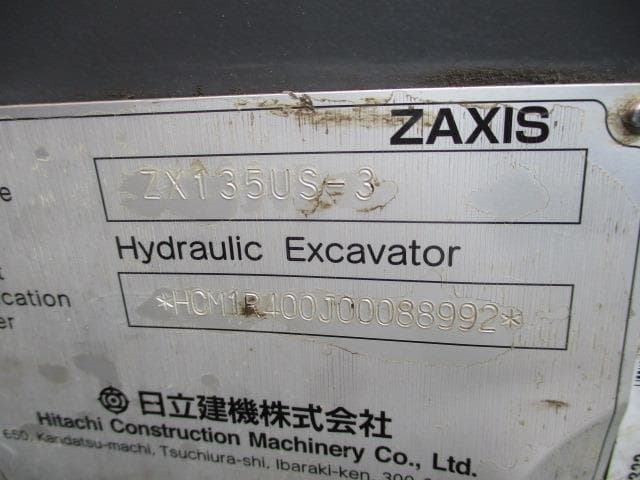 ZAXIS
ZX135US-3
Hydraulic Excavator
cation
*HCM1R400J00088992*
日立建機株式会社
Hitachi Construction Machinery Co., Ltd.
650, Kandatsu-machi, Tsuchiura-shi, Ibaraki-ken, 300